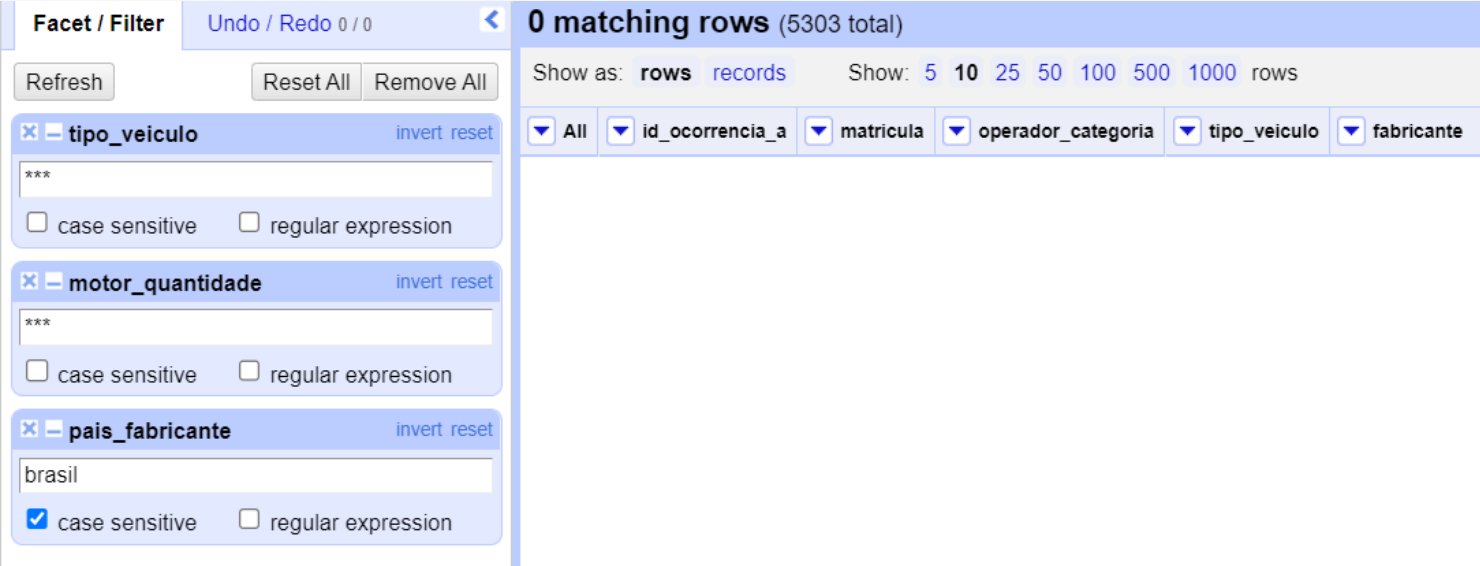 Facet / Filter Undo / Redo 0 / 0
Refresh Reset All Remove All
tipo_veiculo invert reset
***
case sensitive regular expression
motor_quantidade invert reset
***
case sensitive regular expression
pais_fabricante invert reset
brasil
case sensitive regular expression
0 matching rows (5303 total)
Show as: rows records Show: 5 10 25 50 100 500 1000 rows
All id_ocorrencia_a matricula operador_categoria tipo_veiculo fabricante